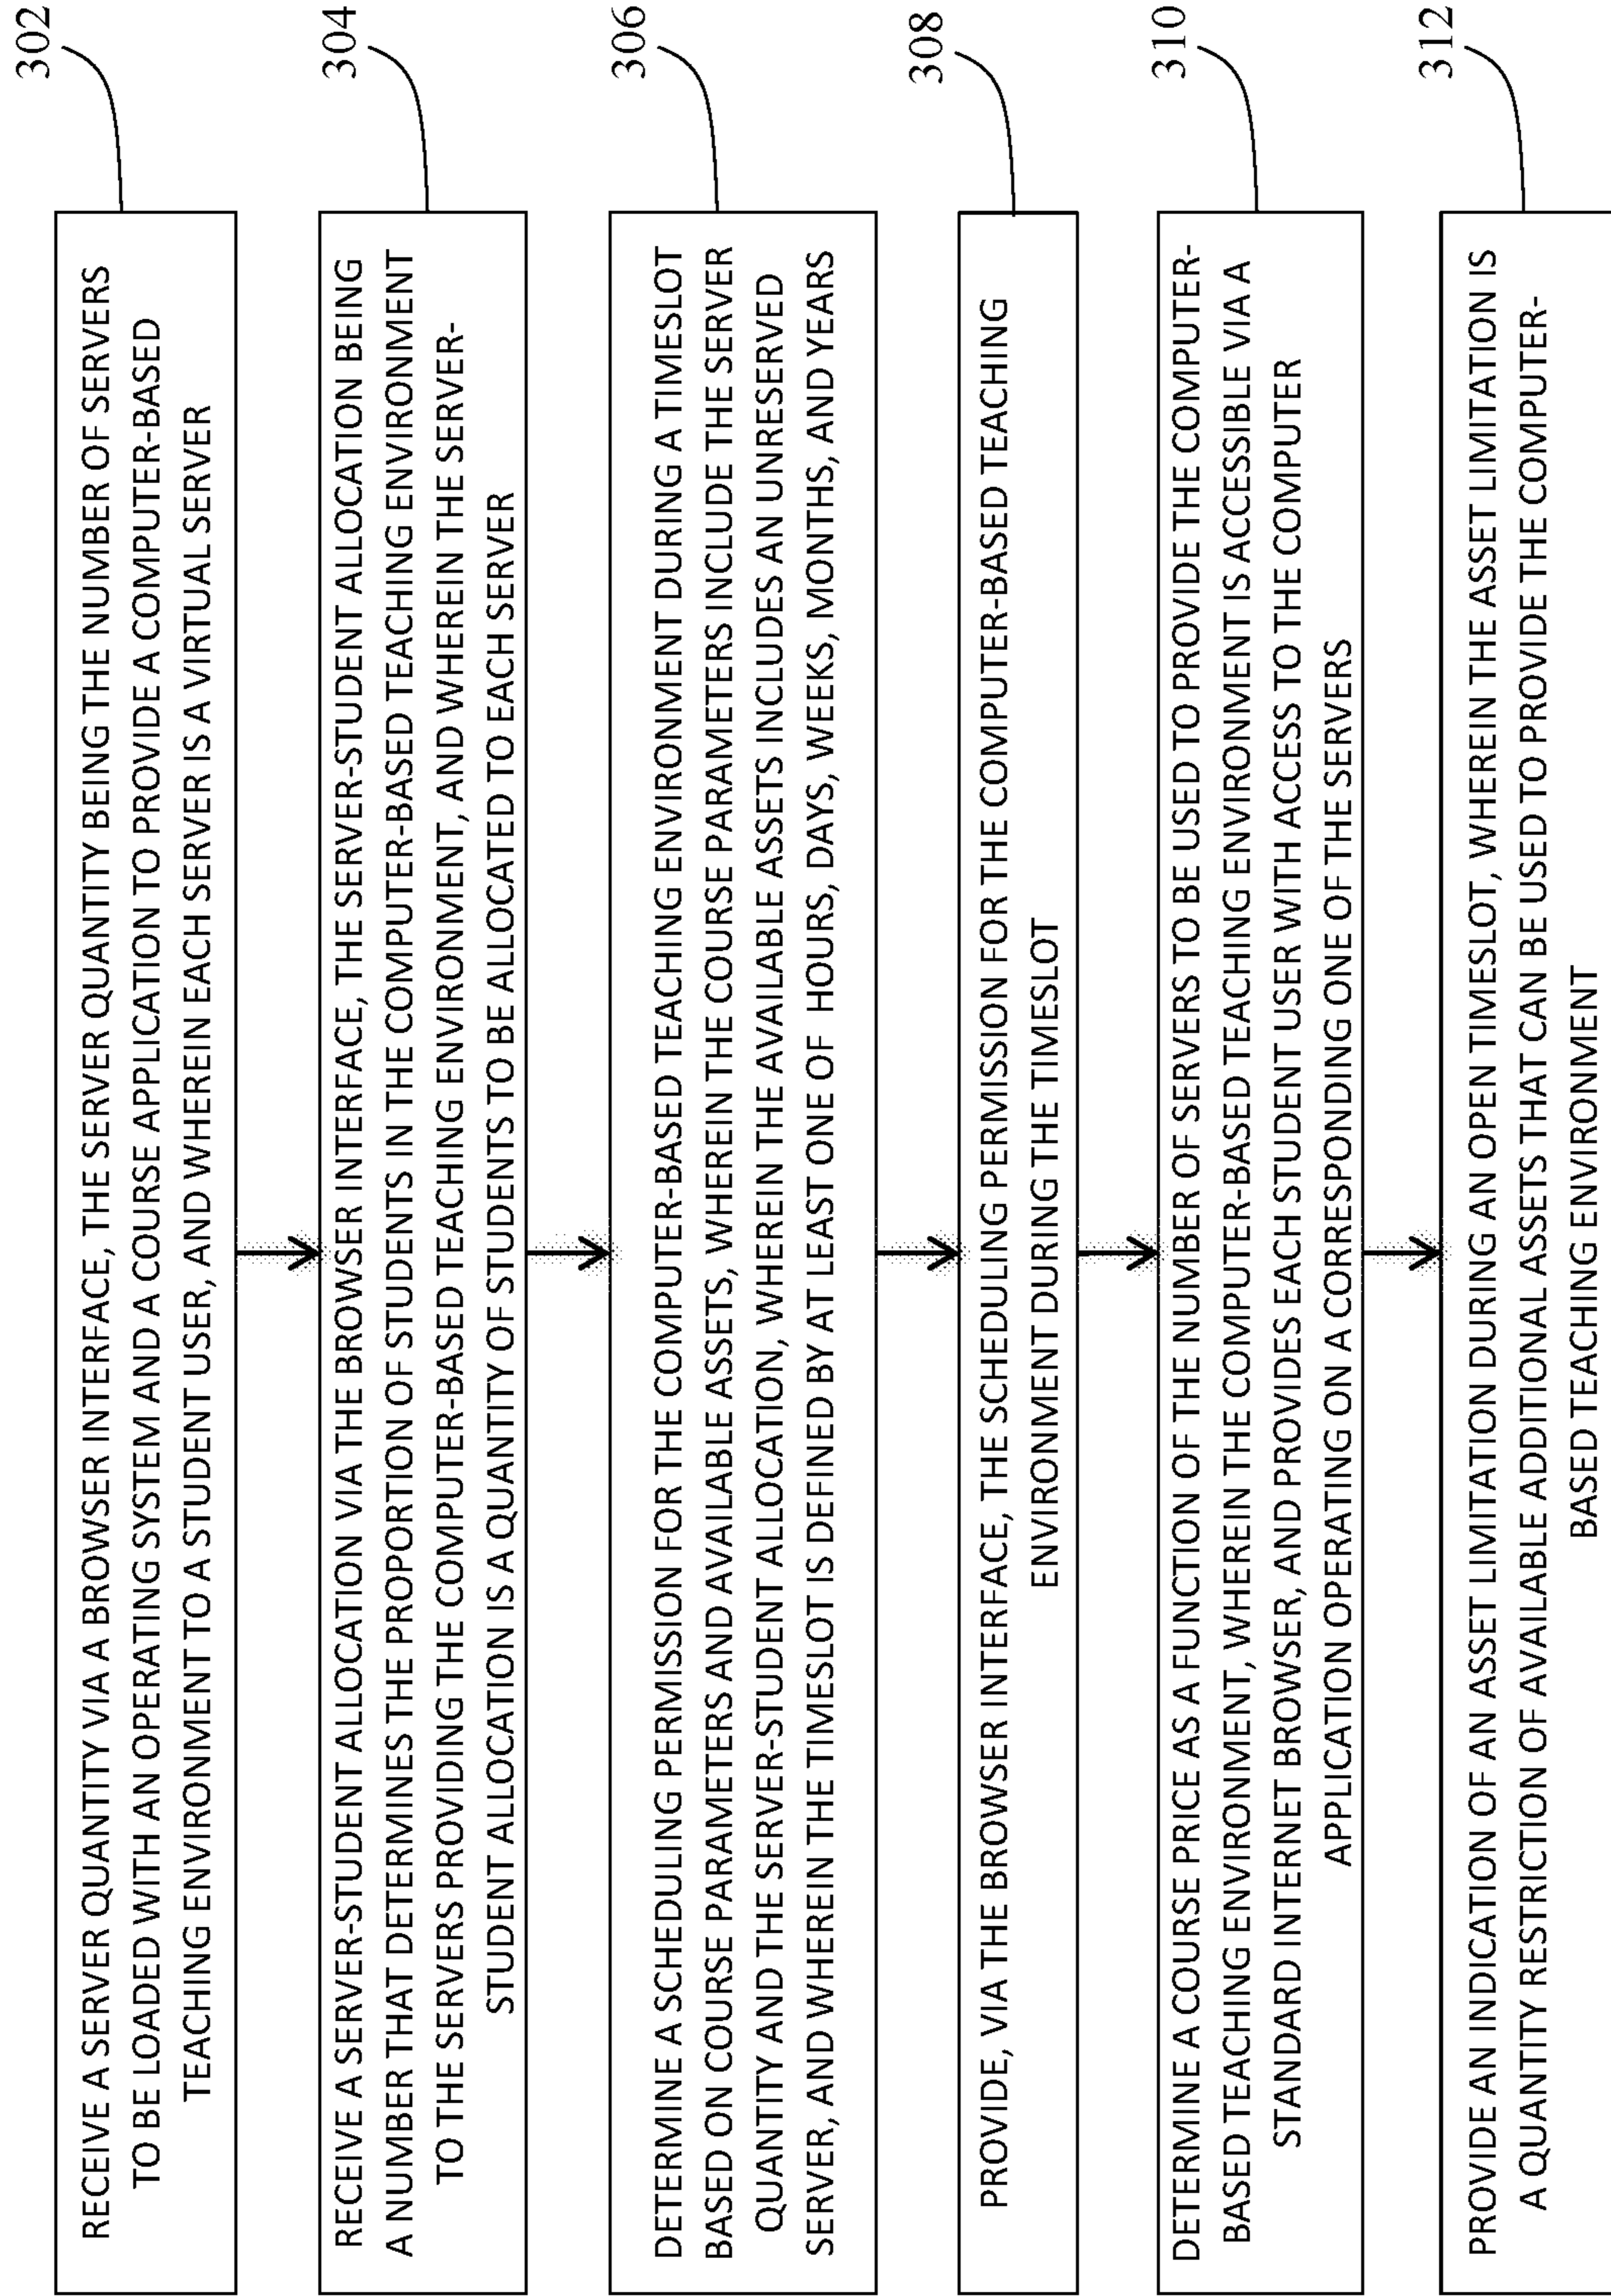 302
RECEIVE A SERVER QUANTITY VIA A BROWSER INTERFACE, THE SERVER QUANTITY BEING THE NUMBER OF SERVERS
TO BE LOADED WITH AN OPERATING SYSTEM AND A COURSE APPLICATION TO PROVIDE A COMPUTER-BASED
TEACHING ENVIRONMENT TO A STUDENT USER, AND WHEREIN EACH SERVER IS A VIRTUAL SERVER
304
RECEIVE A SERVER-STUDENT ALLOCATION VIA THE BROWSER INTERFACE, THE SERVER-STUDENT ALLOCATION BEING
A NUMBER THAT DETERMINES THE PROPORTION OF STUDENTS IN THE COMPUTER-BASED TEACHING ENVIRONMENT
TO THE SERVERS PROVIDING THE COMPUTER-BASED TEACHING ENVIRONMENT, AND WHEREIN THE SERVER-
STUDENT ALLOCATION IS A QUANTITY OF STUDENTS TO BE ALLOCATED TO EACH SERVER
306
DETERMINE A SCHEDULING PERMISSION FOR THE COMPUTER-BASED TEACHING ENVIRONMENT DURING A TIMESLOT
BASED ON COURSE PARAMETERS AND AVAILABLE ASSETS, WHEREIN THE COURSE PARAMETERS INCLUDE THE SERVER
QUANTITY AND THE SERVER-STUDENT ALLOCATION, WHEREIN THE AVAILABLE ASSETS INCLUDES AN UNRESERVED
SERVER, AND WHEREIN THE TIMESLOT IS DEFINED BY AT LEAST ONE OF HOURS, DAYS, WEEKS, MONTHS, AND YEARS
308
PROVIDE, VIA THE BROWSER INTERFACE, THE SCHEDULING PERMISSION FOR THE COMPUTER-BASED TEACHING
ENVIRONMENT DURING THE TIMESLOT
310
DETERMINE A COURSE PRICE AS A FUNCTION OF THE NUMBER OF SERVERS TO BE USED TO PROVIDE THE COMPUTER-
BASED TEACHING ENVIRONMENT, WHEREIN THE COMPUTER-BASED TEACHING ENVIRONMENT IS ACCESSIBLE VIA A
STANDARD INTERNET BROWSER, AND PROVIDES EACH STUDENT USER WITH ACCESS TO THE COMPUTER
APPLICATION OPERATING ON A CORRESPONDING ONE OF THE SERVERS
312
PROVIDE AN INDICATION OF AN ASSET LIMITATION DURING AN OPEN TIMESLOT, WHEREIN THE ASSET LIMITATION IS
A QUANTITY RESTRICTION OF AVAILABLE ADDITIONAL ASSETS THAT CAN BE USED TO PROVIDE THE COMPUTER-
BASED TEACHING ENVIRONMENT